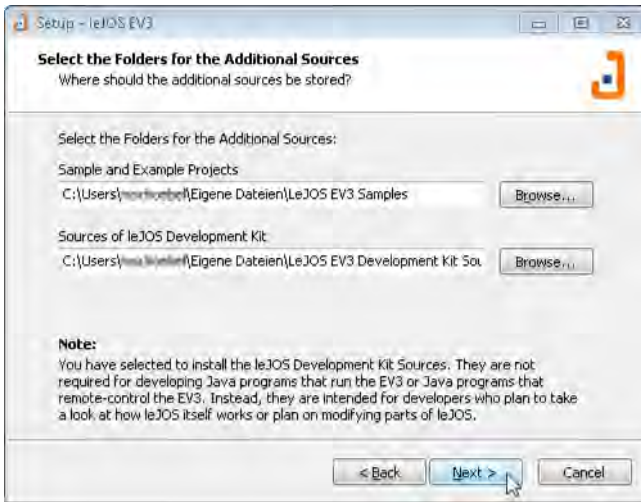 Setup - leJOS EV3
Select the Folders for the Additional Sources
Where should the additional sources be stored?
Select the Folders for the Additional Sources:
Sample and Example Projects
C:\Users\ \Eigene Dateien\LeJOS EV3 Samples
Browse...
Sources of leJOS Development Kit
C:\Users\ \Eigene Dateien\LeJOS EV3 Development Kit Sou
Browse...
Note:
You have selected to install the leJOS Development Kit Sources. They are not
required for developing Java programs that run the EV3 or Java programs that
remote-control the EV3. Instead, they are intended for developers who plan to take
a look at how leJOS itself works or plan on modifying parts of leJOS.
< Back
Next >
Cancel